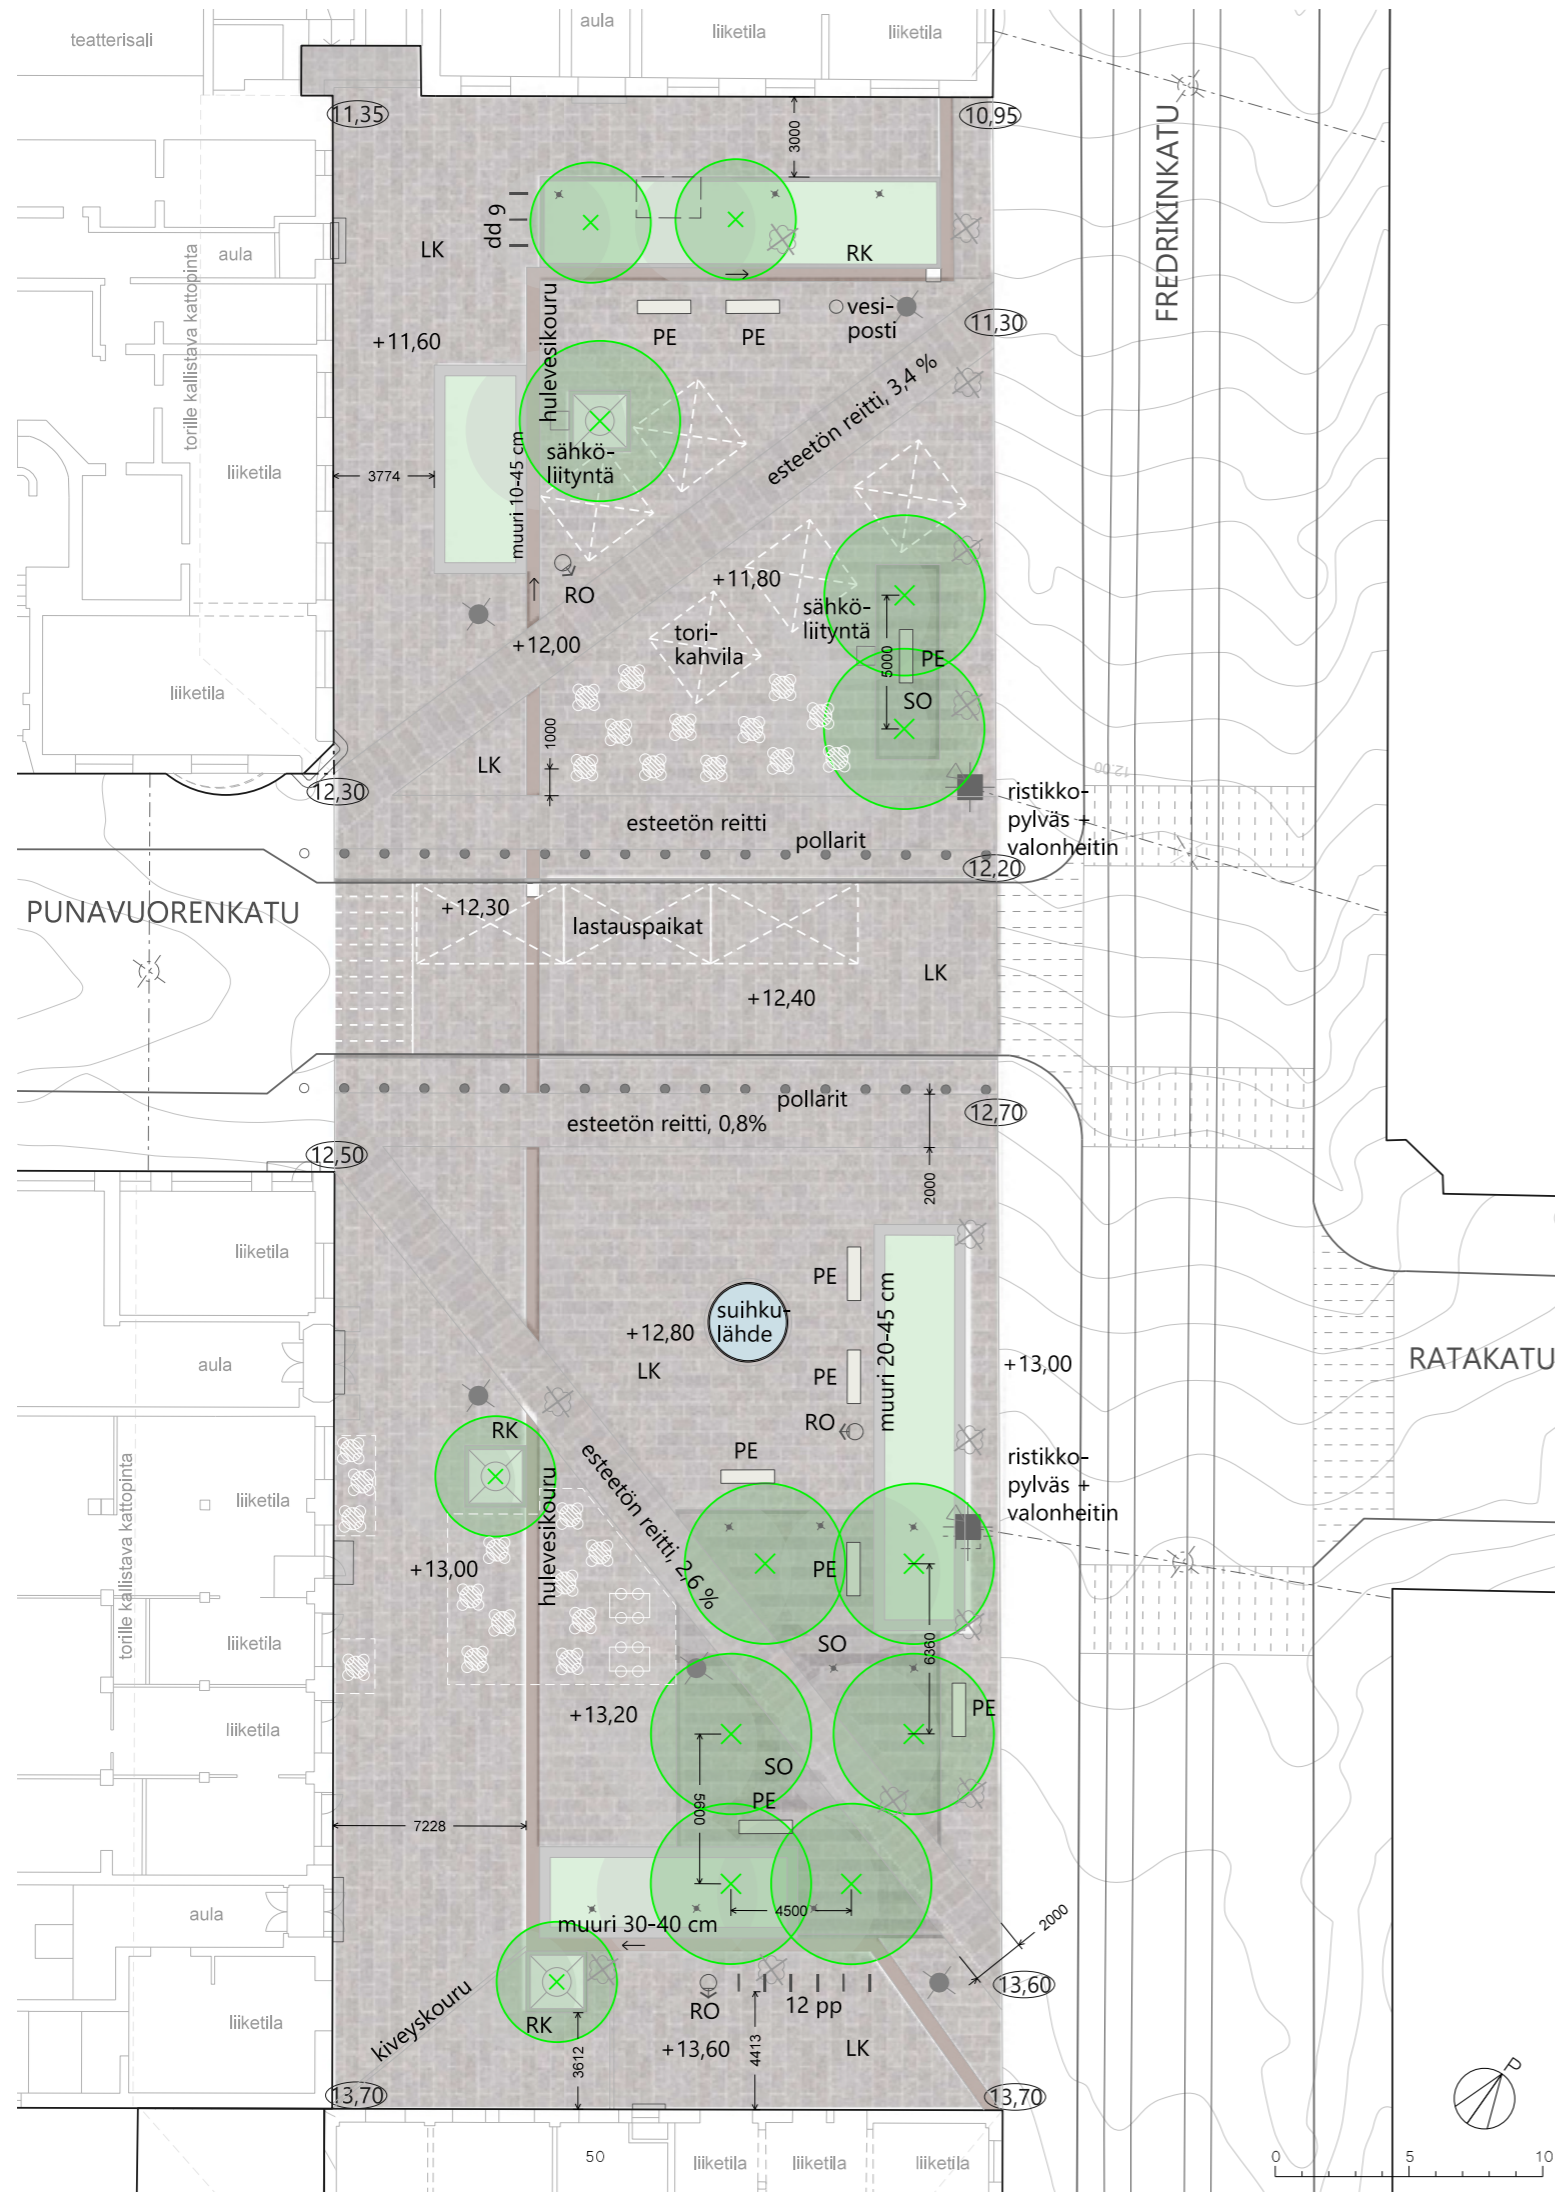 teatterisali
aula
liiketila
liiketila
11,35
10,95
3000
FREDRIKINKATU
6 pp
LK
RK
aula
torille kallistava kattopinta
hulevesikouru
vesi-
posti
11,30
PE
PE
+11,60
esteetön reitti, 3,4 %
muuri 10-45 cm
sähkö-
liityntä
liiketila
3774
+11,80
RO
sähkö-
liityntä
tori-
kahvila
+12,00
5000
PE
SO
liiketila
1000
LK
12.00
12,30
ristikko-
pylväs +
valonheitin
esteetön reitti
pollarit
12,20
PUNAVUORENKATU
+12,30
lastauspaikat
LK
+12,40
pollarit
12,70
esteetön reitti, 0,8%
12,50
2000
liiketila
PE
suihku-
lähde
+12,80
muuri 20-45 cm
LK
aula
+13,00
RATAKATU
PE
RO
RK
PE
esteetön reitti, 2,6 %
ristikko-
pylväs +
valonheitin
torille kallistava kattopinta
liiketila
hulevesikouru
+13,00
PE
liiketila
SO
6360
+13,20
PE
liiketila
SO
5600
PE
7228
aula
muuri 30-40 cm
4500
2000
13,60
RO
12 pp
kiveyskouru
RK
liiketila
+13,60
LK
3612
4413
13,70
13,70
P
50
liiketila
liiketila
liiketila
0
5
10